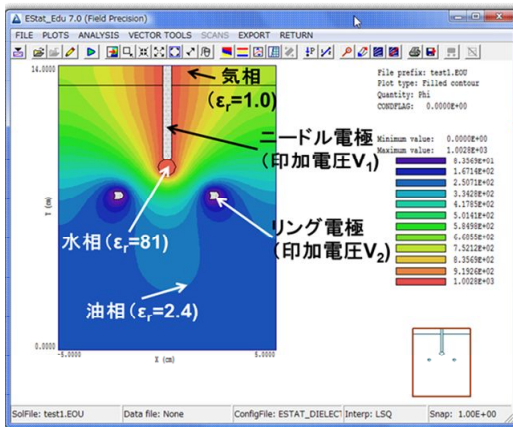 EStat_Edu 7.0 (Field Precision)
FILE PLOTS ANALYSIS VECTOR TOOLS SCANS EXPORT RETURN
14.0000
気相
(εr=1.0)
ニードル電極
(印加電圧V1)
水相(εr=81)
リング電極
(印加電圧V2)
油相(εr=2.4)
Y (cm)
0.0000
-5.0000
X (cm)
5.0000
File prefix: test1.EOU
Plot type: Filled contour
Quantity: Phi
CONDFLAG: 0.0000E+00
Minimum value: 0.0000E+00
Maximum value: 1.0028E+03
8.3569E+01
1.6714E+02
2.5071E+02
3.3428E+02
4.1785E+02
5.0141E+02
5.8498E+02
6.6855E+02
7.5212E+02
8.3569E+02
9.1926E+02
1.0028E+03
SolFile: test1.EOU Data file: None ConfigFile: ESTAT_DIELECT Interp: LSQ Snap: 1.00E+00